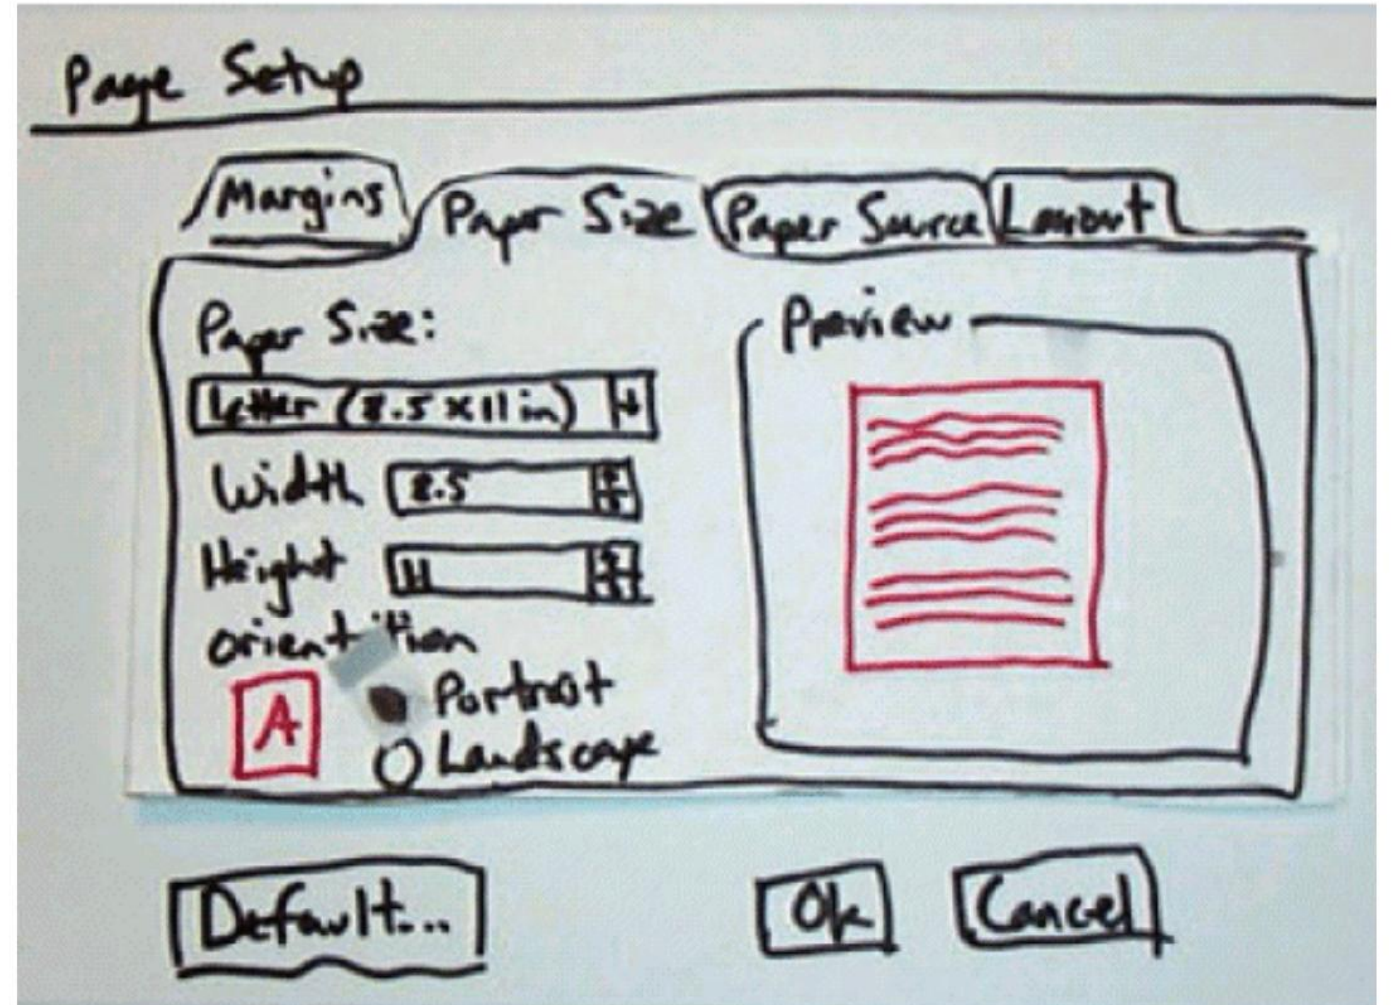 Page Setup
Margins Paper Size Paper Source Layout
Paper Size:
Letter (8.5 x 11 in)
Width 8.5
Height 11
orientation
A
Portrait
Landscape
Preview
Default...
Ok Cancel